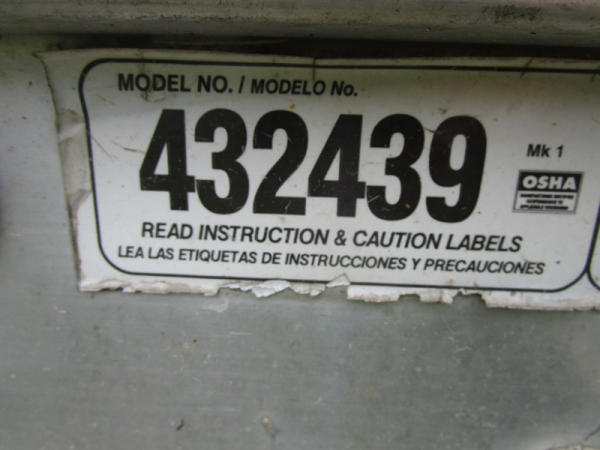 MODEL NO. / MODELO No.
432439
Mk 1
OSHA
READ INSTRUCTION & CAUTION LABELS
LEA LAS ETIQUETAS DE INSTRUCCIONES Y PRECAUCIONES